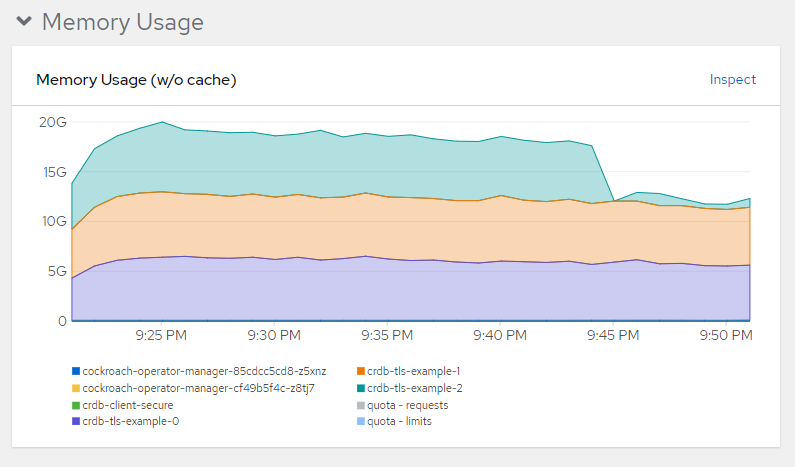 Memory Usage
Memory Usage (w/o cache)
Inspect
20G
15G
10G
5G
0
9:25 PM 9:30 PM 9:35 PM 9:40 PM 9:45 PM 9:50 PM
cockroach-operator-manager-85cdcc5cd8-z5xnz
cockroach-operator-manager-cf49b5f4c-z8tj7
crdb-client-secure
crdb-tls-example-0
crdb-tls-example-1
crdb-tls-example-2
quota - requests
quota - limits